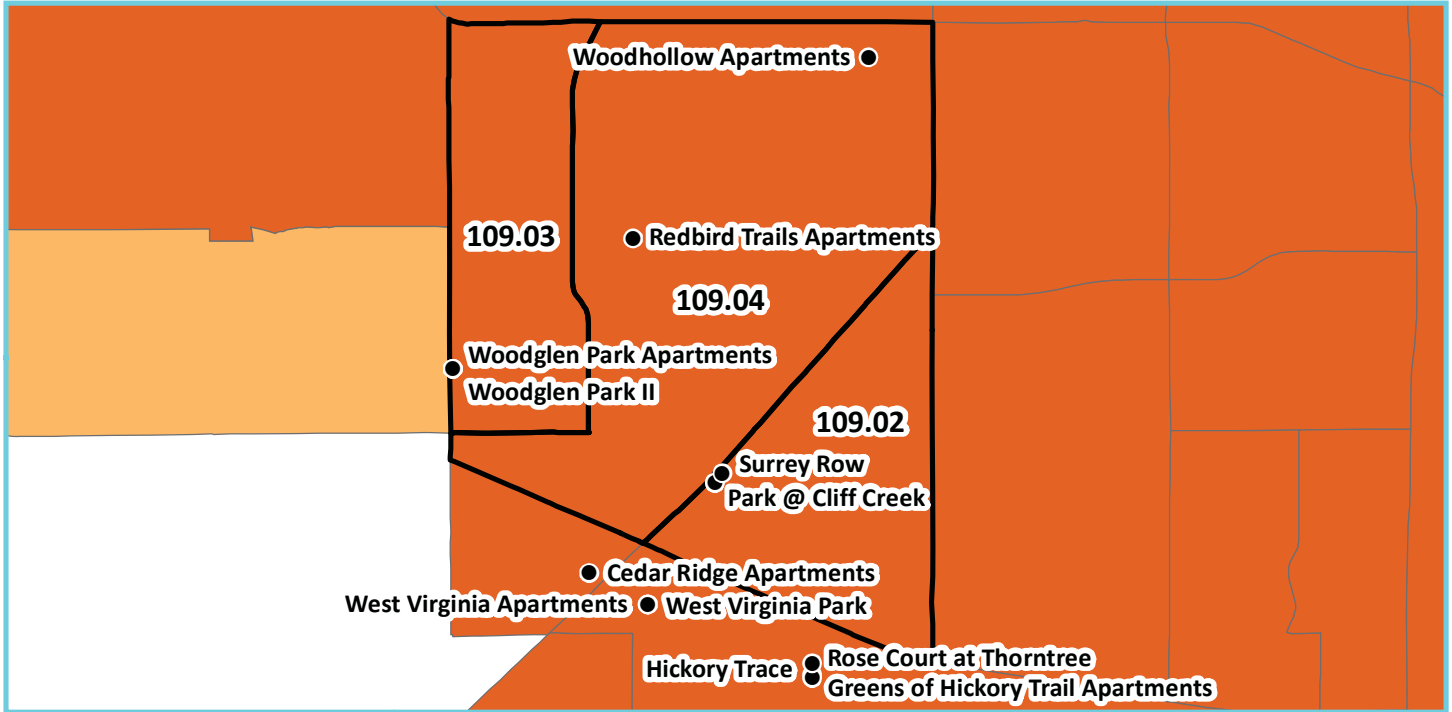 Woodhollow Apartments
109.03
Redbird Trails Apartments
109.04
Woodglen Park Apartments
Woodglen Park II
109.02
Surrey Row
Park @ Cliff Creek
Cedar Ridge Apartments
West Virginia Apartments
West Virginia Park
Rose Court at Thorntree
Hickory Trace
Greens of Hickory Trail Apartments